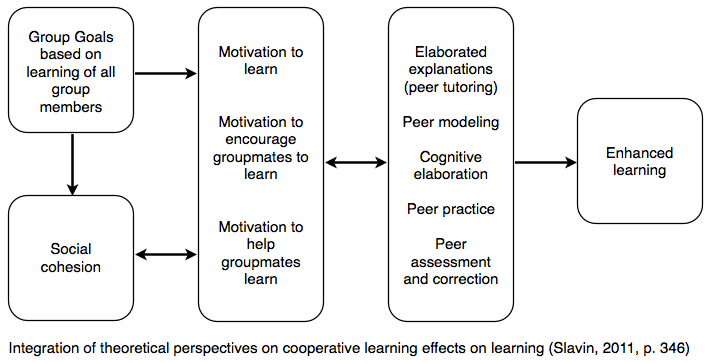 Group Goals
based on
learning of all
group
members
Social
cohesion
Motivation to
learn
Motivation to
encourage
groupmates to
learn
Motivation to
help
groupmates
learn
Elaborated
explanations
(peer tutoring)
Peer modeling
Cognitive
elaboration
Peer practice
Peer
assessment
and correction
Enhanced
learning
Integration of theoretical perspectives on cooperative learning effects on learning (Slavin, 2011, p. 346)